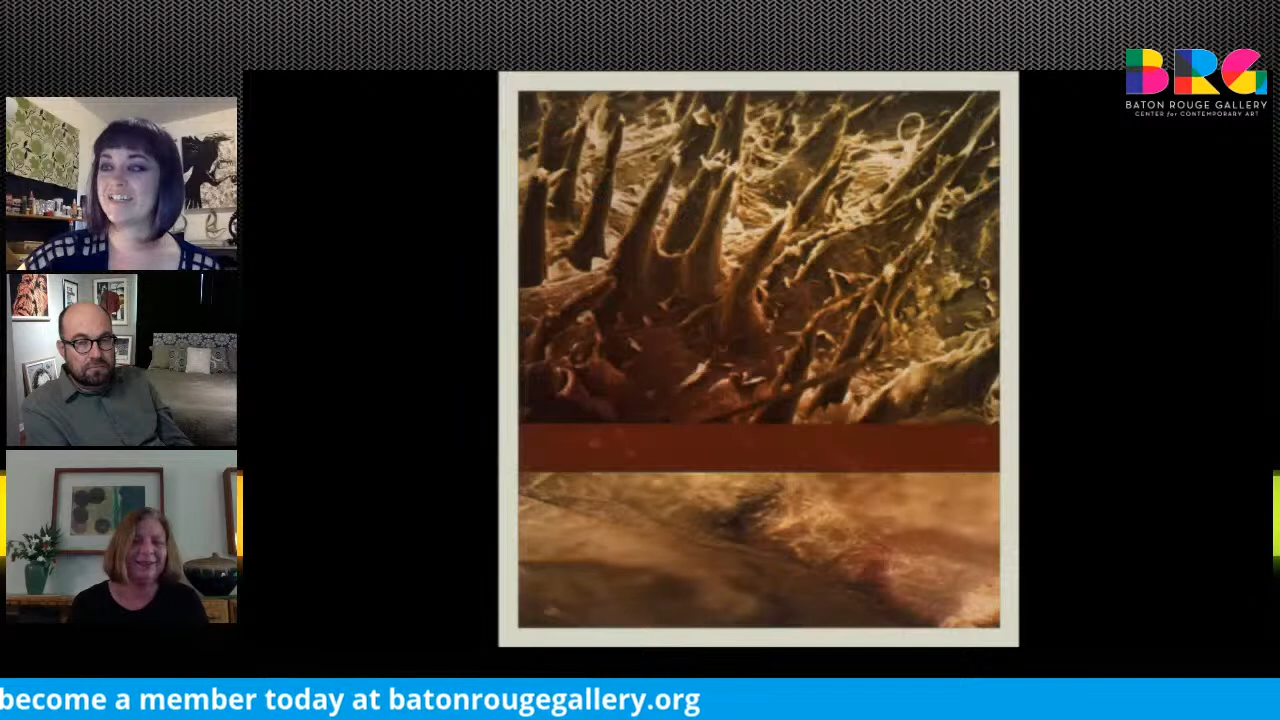 BRG
BATON ROUGE GALLERY
CENTER for CONTEMPORARY ART
become a member today at batonrougegallery.org